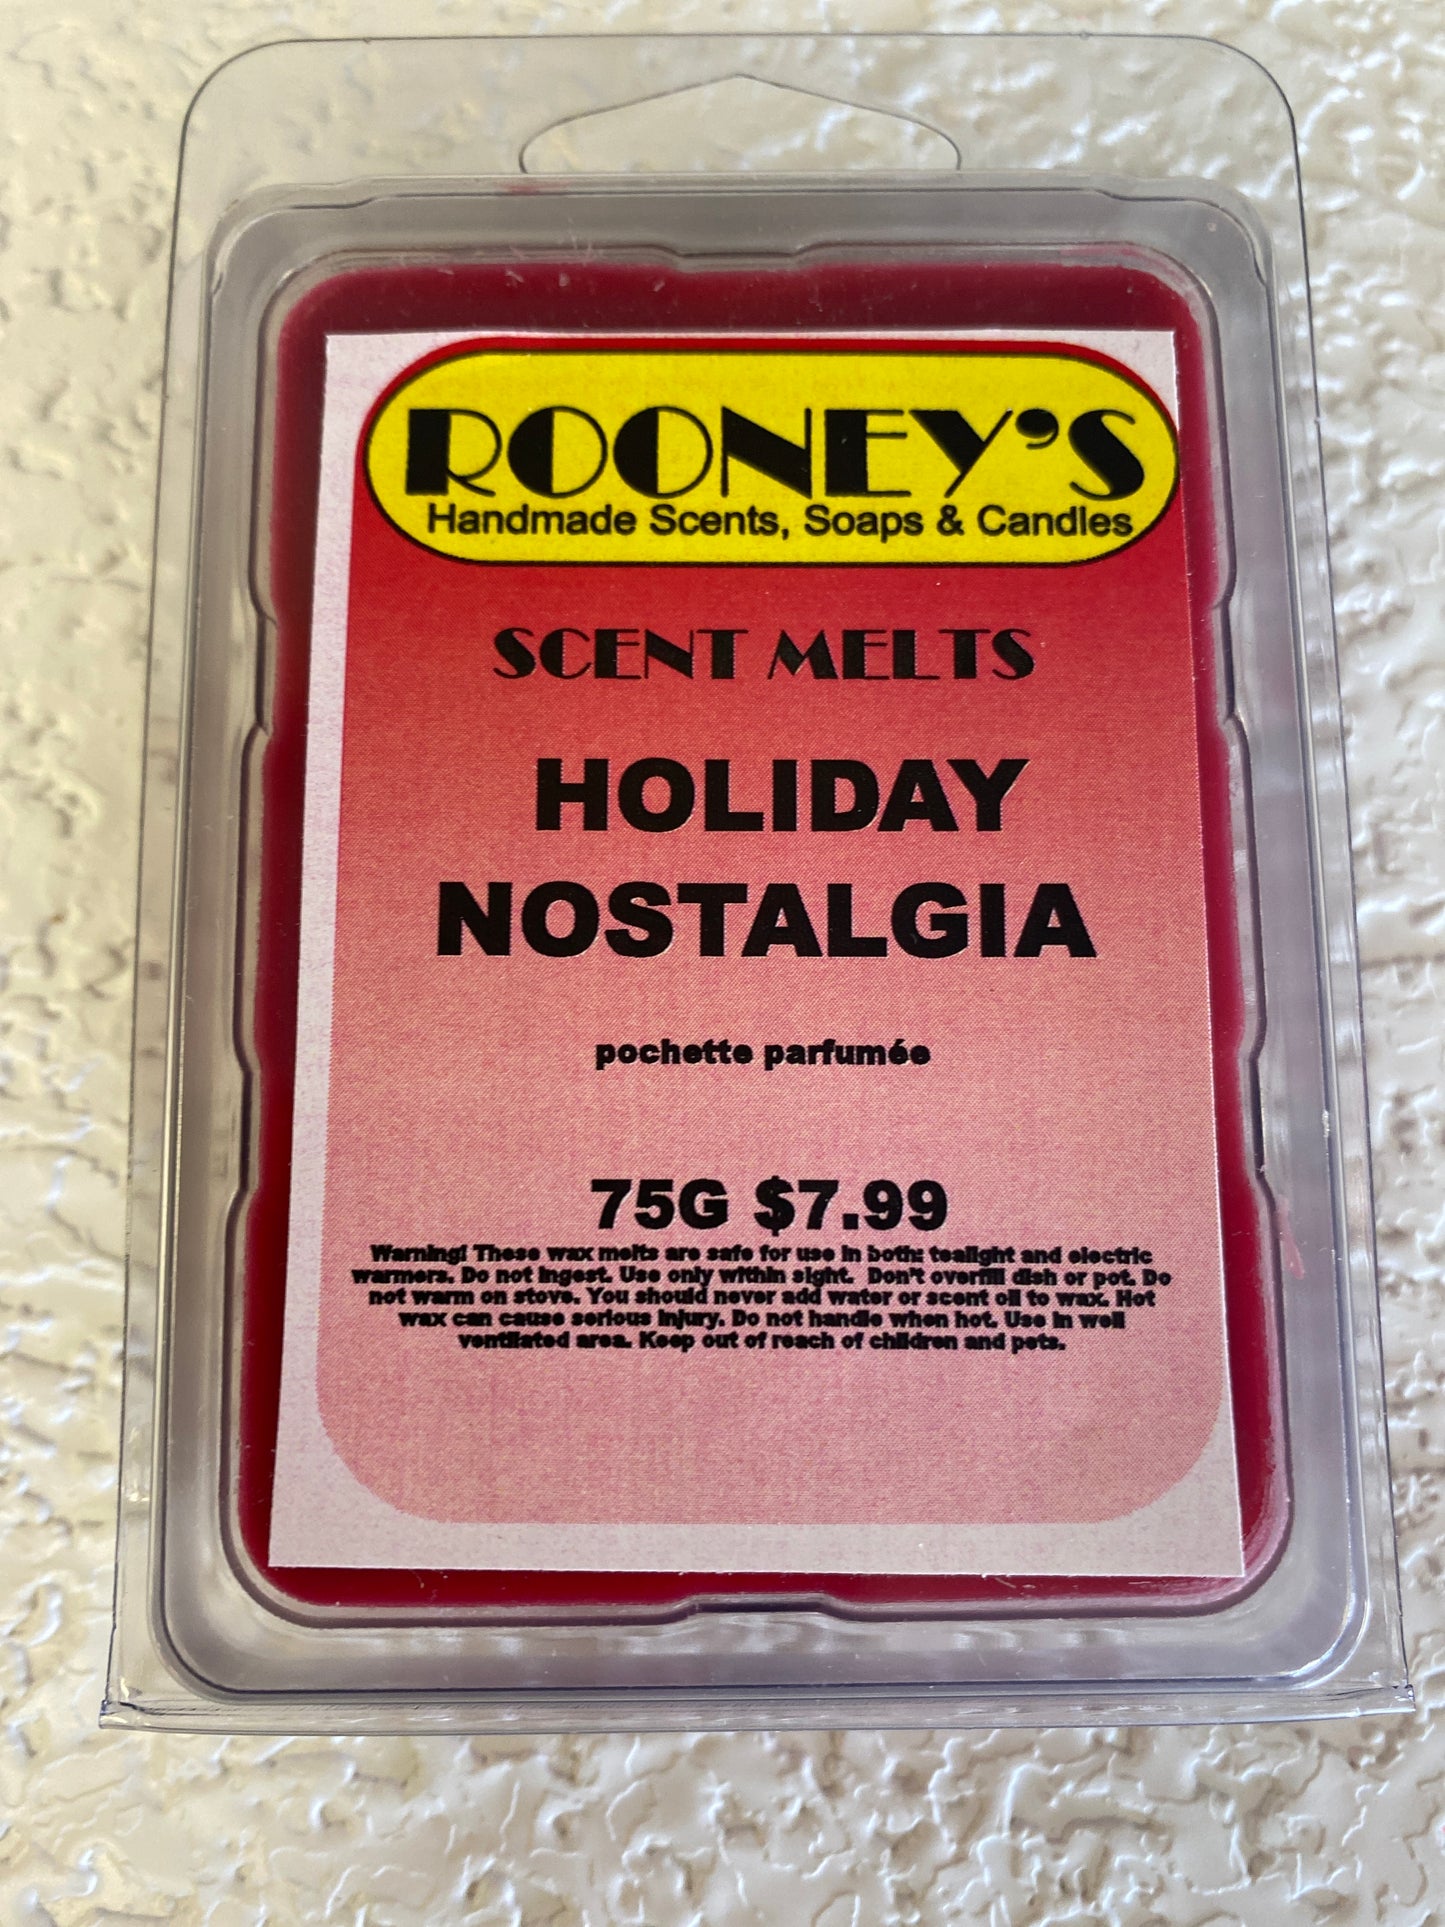 ROONEY'S
Handmade Scents, Soaps & Candles
SCENT MELTS
HOLIDAY
NOSTALGIA
pochette parfumée
75G $7.99
Warning! These wax melts are safe for use in both: tealight and electric
warmers. Do not ingest. Use only within sight. Don't overfill dish or pot. Do
not warm on stove. You should never add water or scent oil to wax. Hot
wax can cause serious injury. Do not handle when hot. Use in well
ventilated area. Keep out of reach of children and pets.